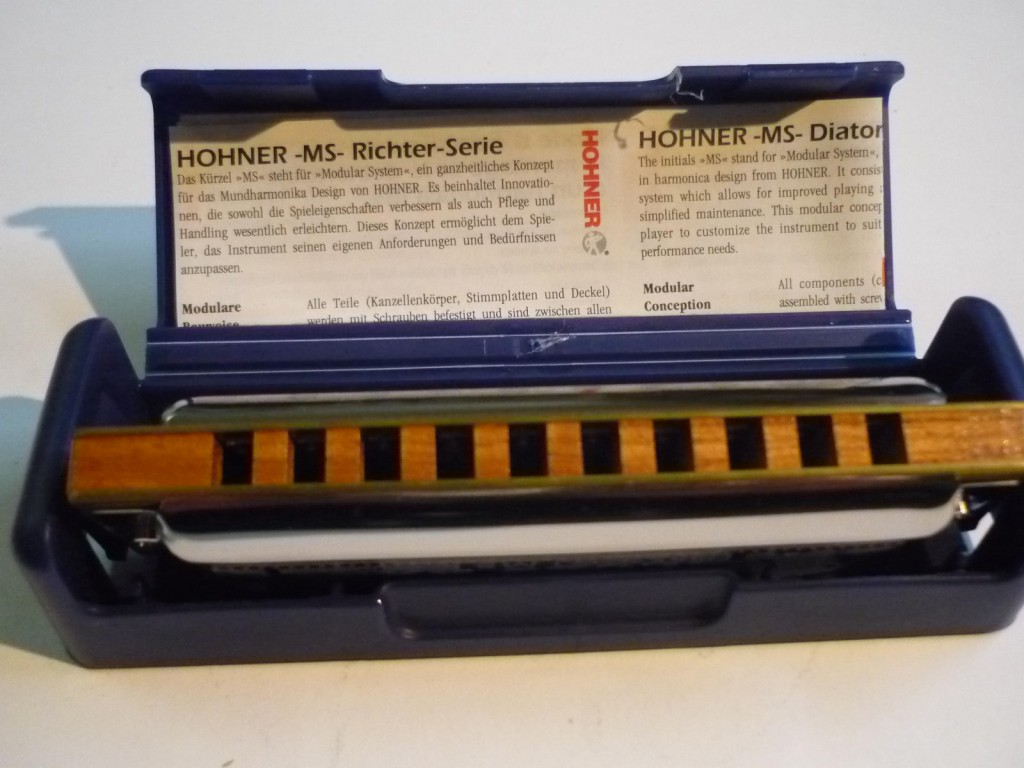 HOHNER -MS- Richter-Serie
Das Kürzel »MS« steht für »Modular System«, ein ganzheitliches Konzept
für das Mundharmonika Design von HOHNER. Es beinhaltet Innovatio-
nen, die sowohl die Spieleigenschaften verbessern als auch Pflege und
Handling wesentlich erleichtern. Dieses Konzept ermöglicht dem Spie-
ler, das Instrument seinen eigenen Anforderungen und Bedürfnissen
anzupassen.
Modulare
Bauweise
Alle Teile (Kanzellenkörper, Stimmplatten und Deckel)
werden mit Schrauben befestigt und sind zwischen allen
HOHNER
HOHNER -MS- Diator
The initials »MS« stand for »Modular System«,
in harmonica design from HOHNER. It consis
system which allows for improved playing
simplified maintenance. This modular concep
player to customize the instrument to suit
performance needs.
Modular
Conception
All components (c
assembled with screw